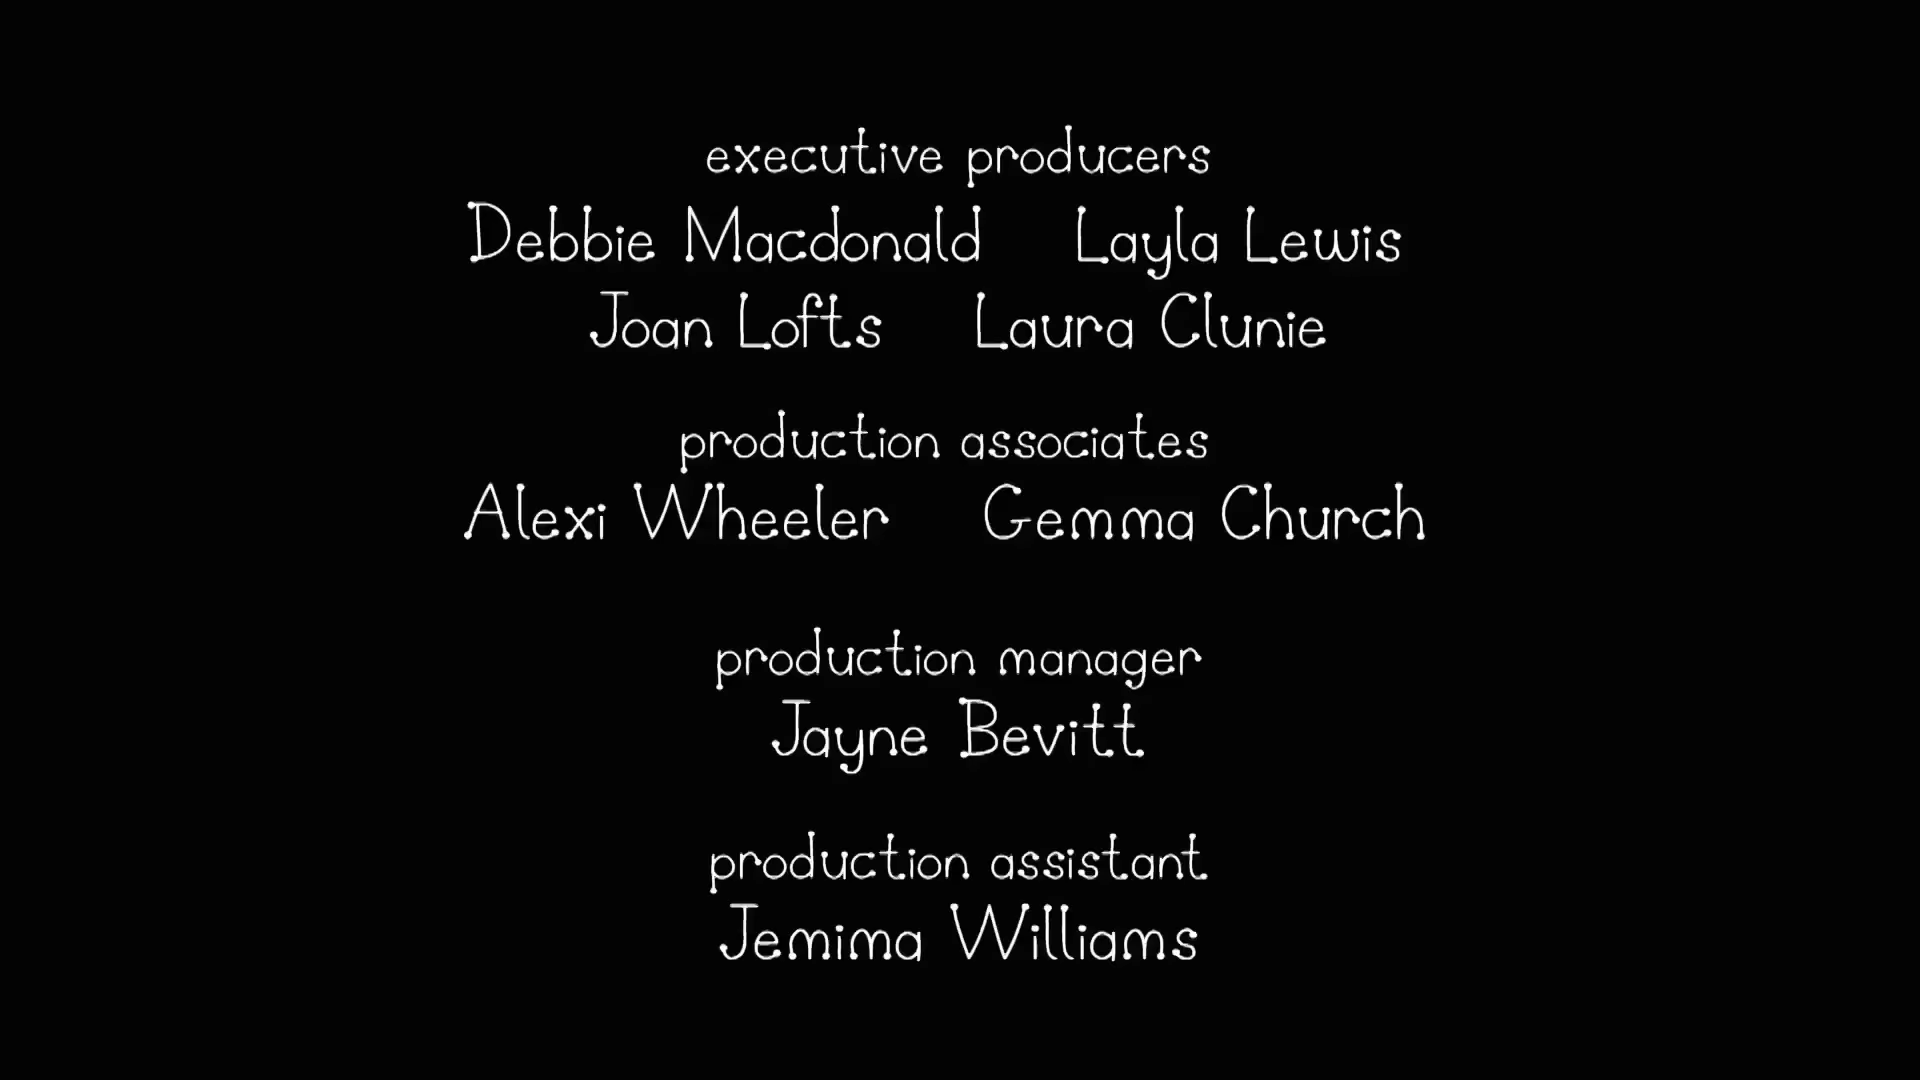 executive producers
Debbie Macdonald Layla Lewis
Joan Lofts Laura Clunie
production associates
Alexi Wheeler Gemma Church
production manager
Jayne Bevitt
production assistant
Jemima Williams